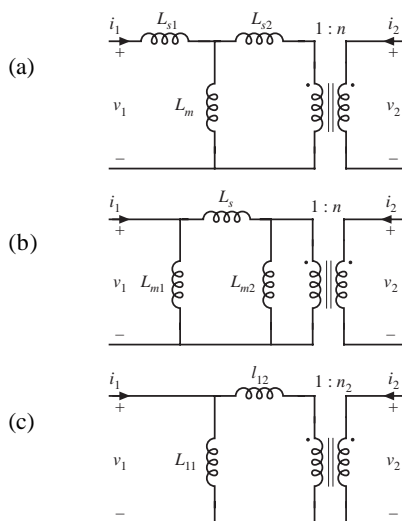 i₁ Lₛ₁ Lₛ₂ 1 : n i₂
+ +
(a)
v₁ Lₘ v₂
– –
i₁ Lₛ 1 : n i₂
+ +
(b)
v₁ Lₘ₁ Lₘ₂ v₂
– –
i₁ l₁₂ 1 : n₂ i₂
+ +
(c)
v₁ L₁₁ v₂
– –